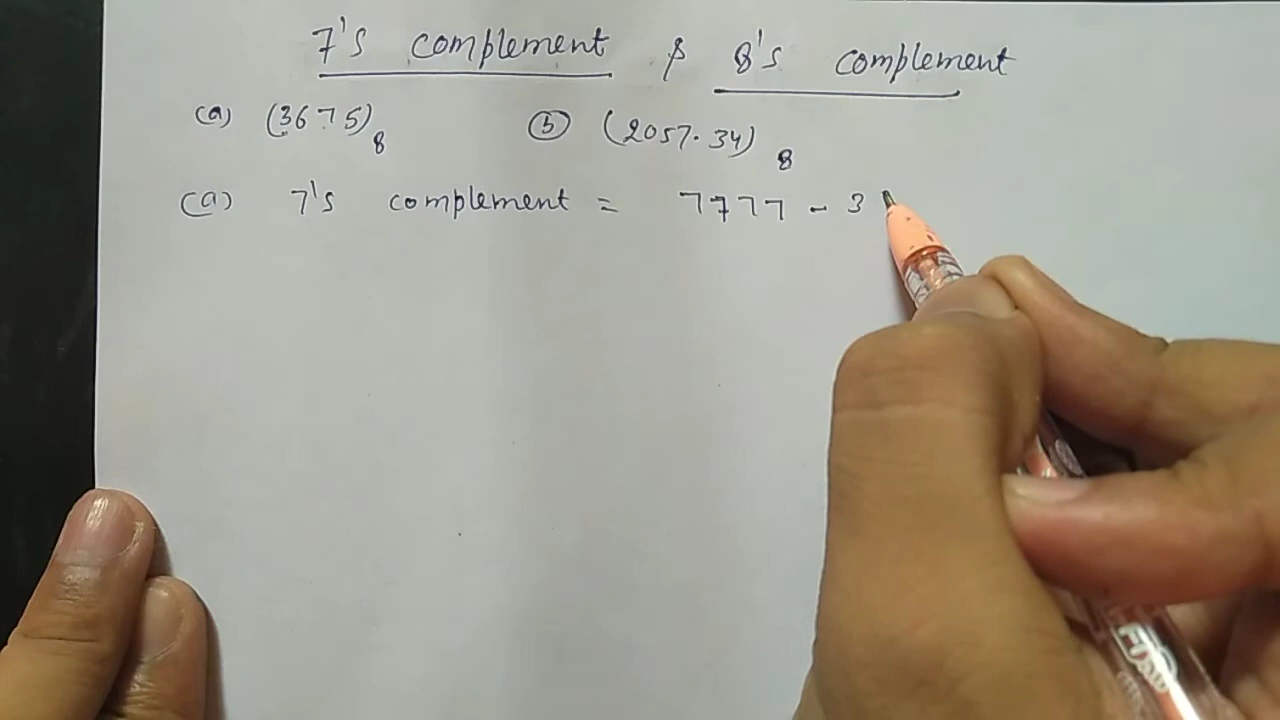 7's complement & 8's complement
(a) (3675)8 (b) (2057.34)8
(a) 7's complement = 7777 - 3